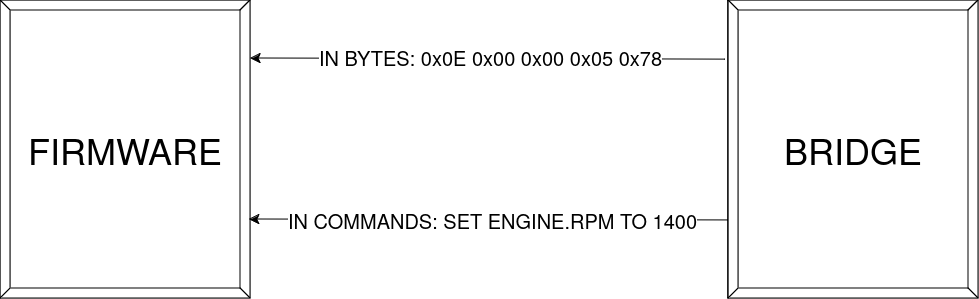 IN BYTES: 0x0E 0x00 0x00 0x05 0x78
FIRMWARE
BRIDGE
IN COMMANDS: SET ENGINE.RPM TO 1400